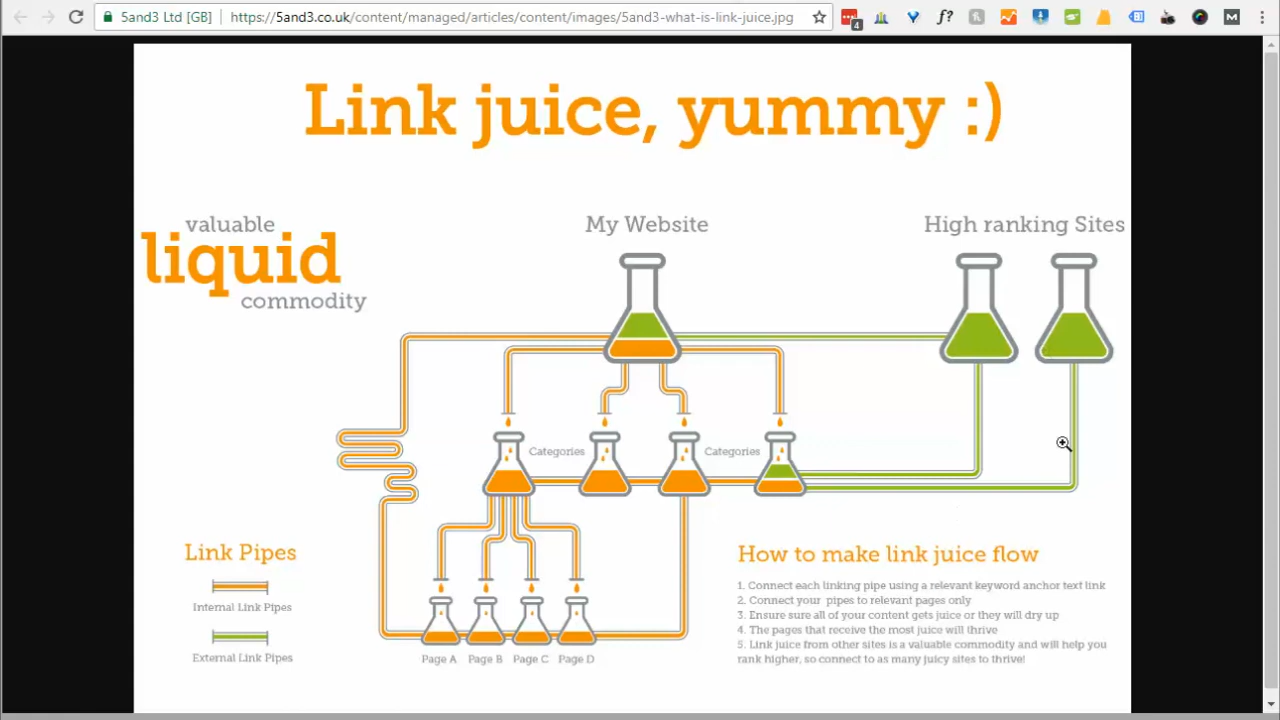 5and3 Ltd [GB] https://5and3.co.uk/content/managed/articles/content/images/5and3-what-is-link-juice.jpg
4
f?
M
Link juice, yummy :)
valuable
liquid
commodity
My Website
High ranking Sites
Categories
Categories
Link Pipes
Internal Link Pipes
External Link Pipes
Page A
Page B
Page C
Page D
How to make link juice flow
1. Connect each linking pipe using a relevant keyword anchor text link
2. Connect your pipes to relevant pages only
3. Ensure sure all of your content gets juice or they will dry up
4. The pages that receive the most juice will thrive
5. Link juice from other sites is a valuable commodity and will help you
rank higher, so connect to as many juicy sites to thrive!